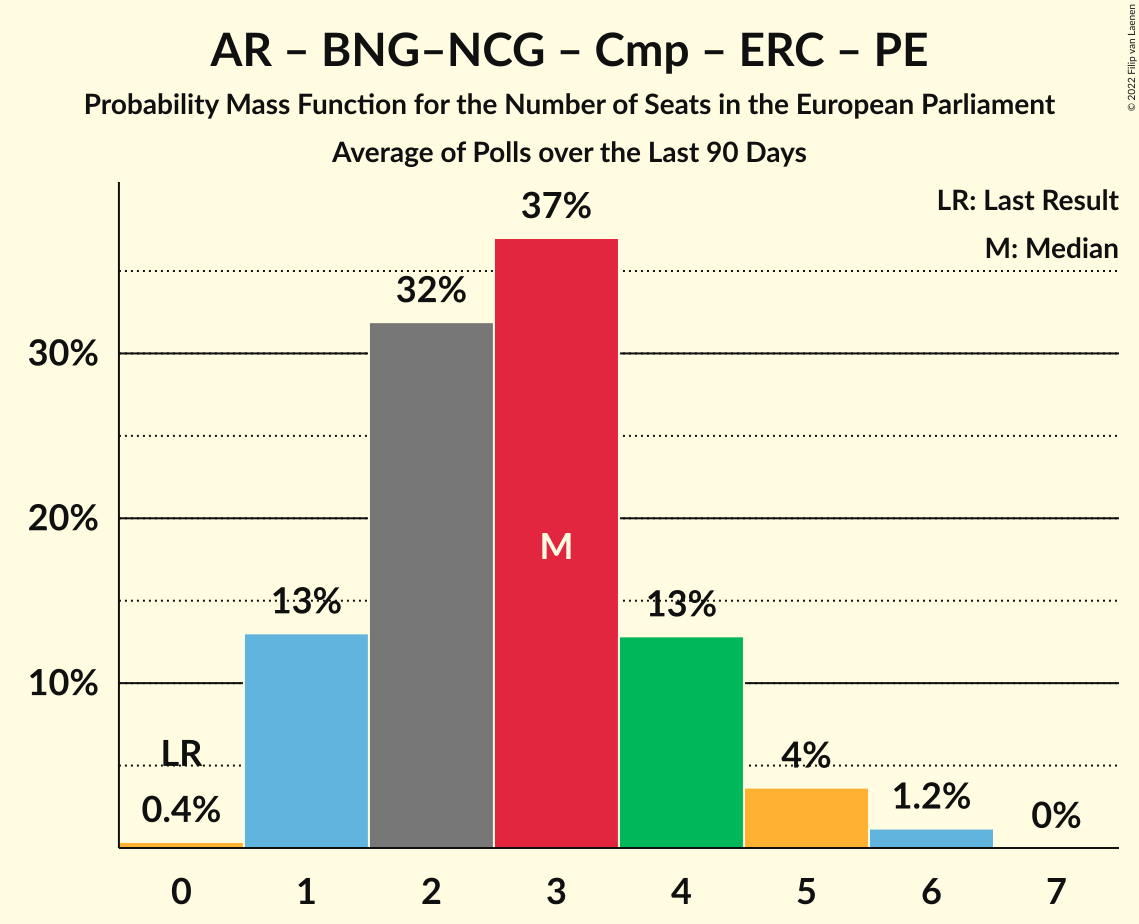 AR – BNG–NCG – Cmp – ERC – PE
Probability Mass Function for the Number of Seats in the European Parliament
Average of Polls over the Last 90 Days
© 2022 Filip van Laenen
LR: Last Result
M: Median
37%
32%
30%
20%
M
13%
13%
10%
LR
4%
0.4%
1.2%
0%
0 1 2 3 4 5 6 7